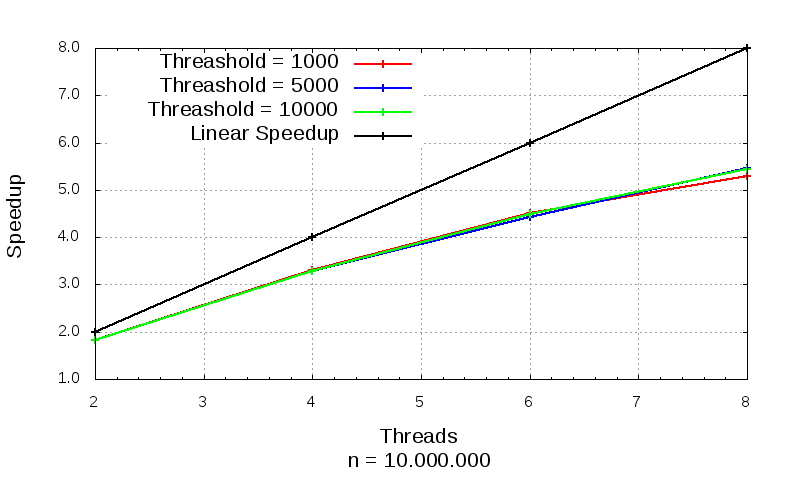 8.0
7.0
6.0
5.0
4.0
3.0
2.0
1.0
Speedup
Threashold = 1000
Threashold = 5000
Threashold = 10000
Linear Speedup
2 3 4 5 6 7 8
Threads
n = 10.000.000